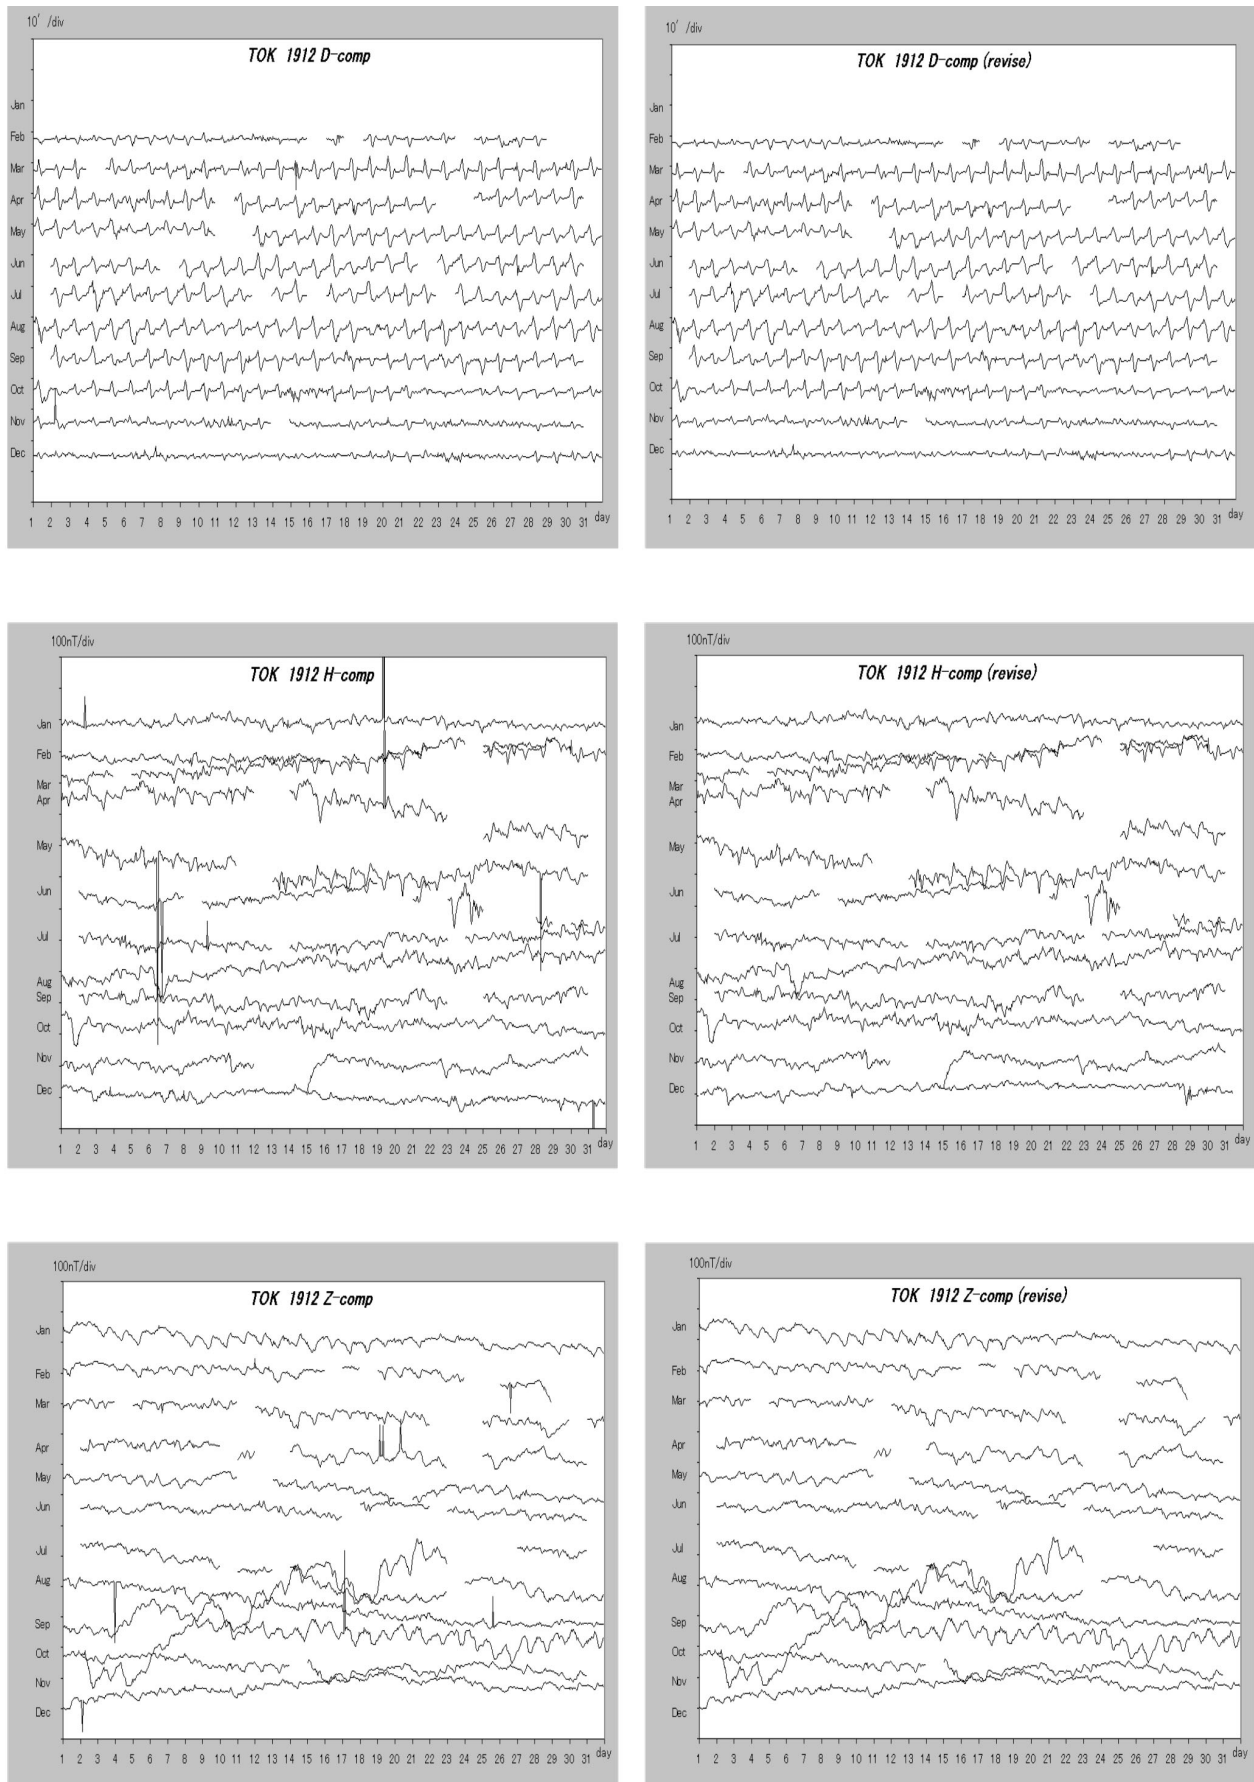 10′ /div
TOK 1912 D-comp
Jan
Feb
Mar
Apr
May
Jun
Jul
Aug
Sep
Oct
Nov
Dec
1 2 3 4 5 6 7 8 9 10 11 12 13 14 15 16 17 18 19 20 21 22 23 24 25 26 27 28 29 30 31 day
10′ /div
TOK 1912 D-comp (revise)
Jan
Feb
Mar
Apr
May
Jun
Jul
Aug
Sep
Oct
Nov
Dec
1 2 3 4 5 6 7 8 9 10 11 12 13 14 15 16 17 18 19 20 21 22 23 24 25 26 27 28 29 30 31 day
100nT/div
TOK 1912 H-comp
Jan
Feb
Mar
Apr
May
Jun
Jul
Aug
Sep
Oct
Nov
Dec
1 2 3 4 5 6 7 8 9 10 11 12 13 14 15 16 17 18 19 20 21 22 23 24 25 26 27 28 29 30 31 day
100nT/div
TOK 1912 H-comp (revise)
Jan
Feb
Mar
Apr
May
Jun
Jul
Aug
Sep
Oct
Nov
Dec
1 2 3 4 5 6 7 8 9 10 11 12 13 14 15 16 17 18 19 20 21 22 23 24 25 26 27 28 29 30 31 day
100nT/div
TOK 1912 Z-comp
Jan
Feb
Mar
Apr
May
Jun
Jul
Aug
Sep
Oct
Nov
Dec
1 2 3 4 5 6 7 8 9 10 11 12 13 14 15 16 17 18 19 20 21 22 23 24 25 26 27 28 29 30 31 day
100nT/div
TOK 1912 Z-comp (revise)
Jan
Feb
Mar
Apr
May
Jun
Jul
Aug
Sep
Oct
Nov
Dec
1 2 3 4 5 6 7 8 9 10 11 12 13 14 15 16 17 18 19 20 21 22 23 24 25 26 27 28 29 30 31 day